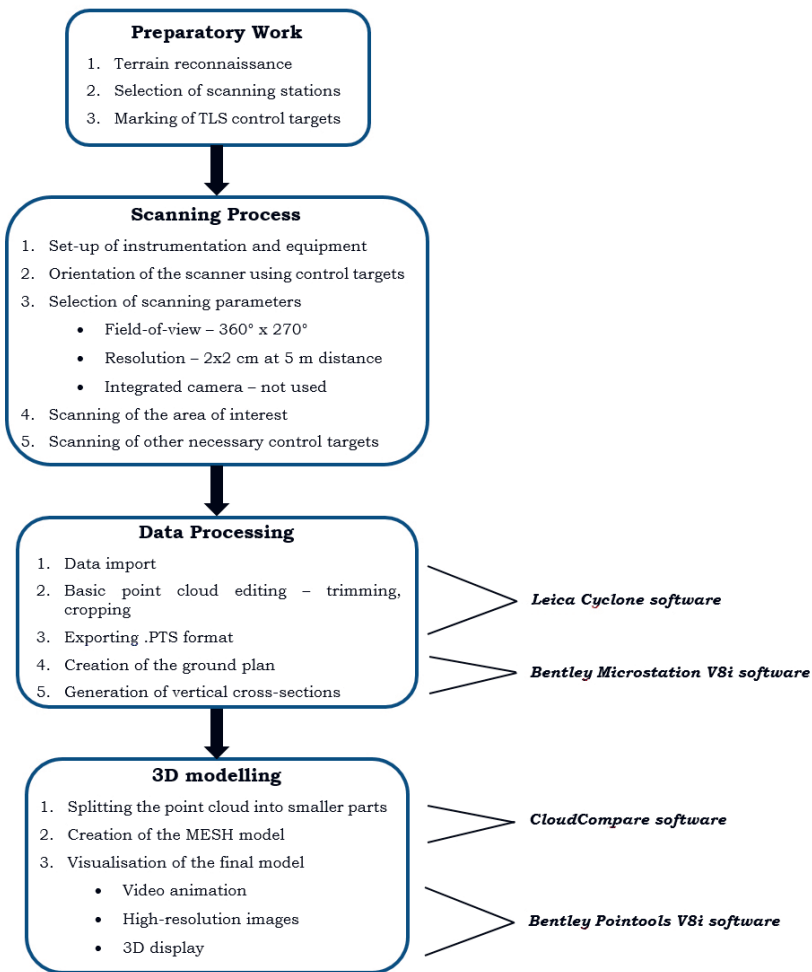 Preparatory Work
1. Terrain reconnaissance
2. Selection of scanning stations
3. Marking of TLS control targets
Scanning Process
1. Set-up of instrumentation and equipment
2. Orientation of the scanner using control targets
3. Selection of scanning parameters
• Field-of-view – 360° x 270°
• Resolution – 2x2 cm at 5 m distance
• Integrated camera – not used
4. Scanning of the area of interest
5. Scanning of other necessary control targets
Data Processing
1. Data import
2. Basic point cloud editing – trimming,
cropping
3. Exporting .PTS format
4. Creation of the ground plan
5. Generation of vertical cross-sections
Leica Cyclone software
Bentley Microstation V8i software
3D modelling
1. Splitting the point cloud into smaller parts
2. Creation of the MESH model
3. Visualisation of the final model
• Video animation
• High-resolution images
• 3D display
CloudCompare software
Bentley Pointools V8i software